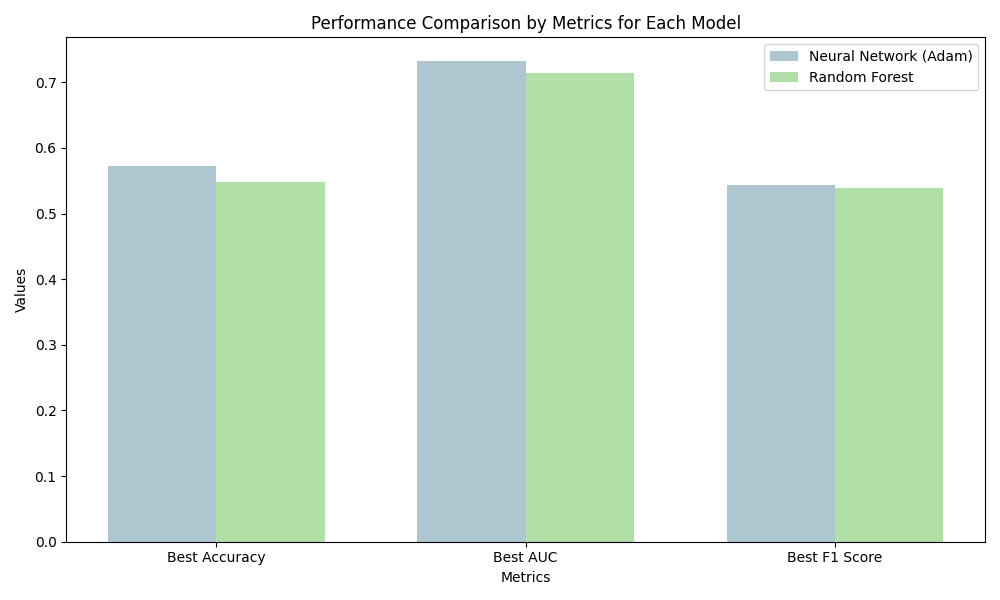 Performance Comparison by Metrics for Each Model
Neural Network (Adam)
Random Forest
Values
0.7
0.6
0.5
0.4
0.3
0.2
0.1
0.0
Best Accuracy
Best AUC
Best F1 Score
Metrics